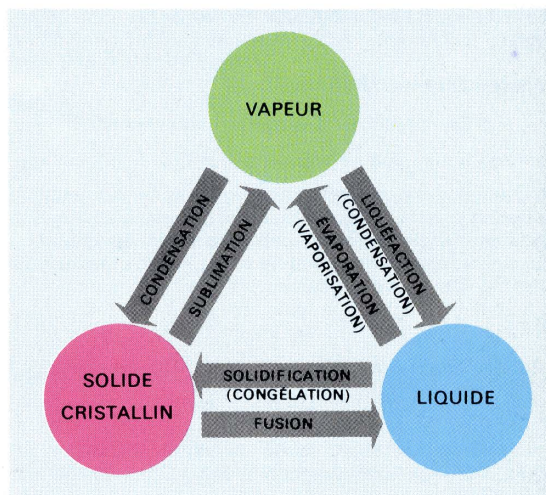 VAPEUR
CONDENSATION
SUBLIMATION
ÉVAPORATION
(VAPORISATION)
LIQUÉFACTION
(CONDENSATION)
SOLIDE
CRISTALLIN
SOLIDIFICATION
(CONGÉLATION)
FUSION
LIQUIDE